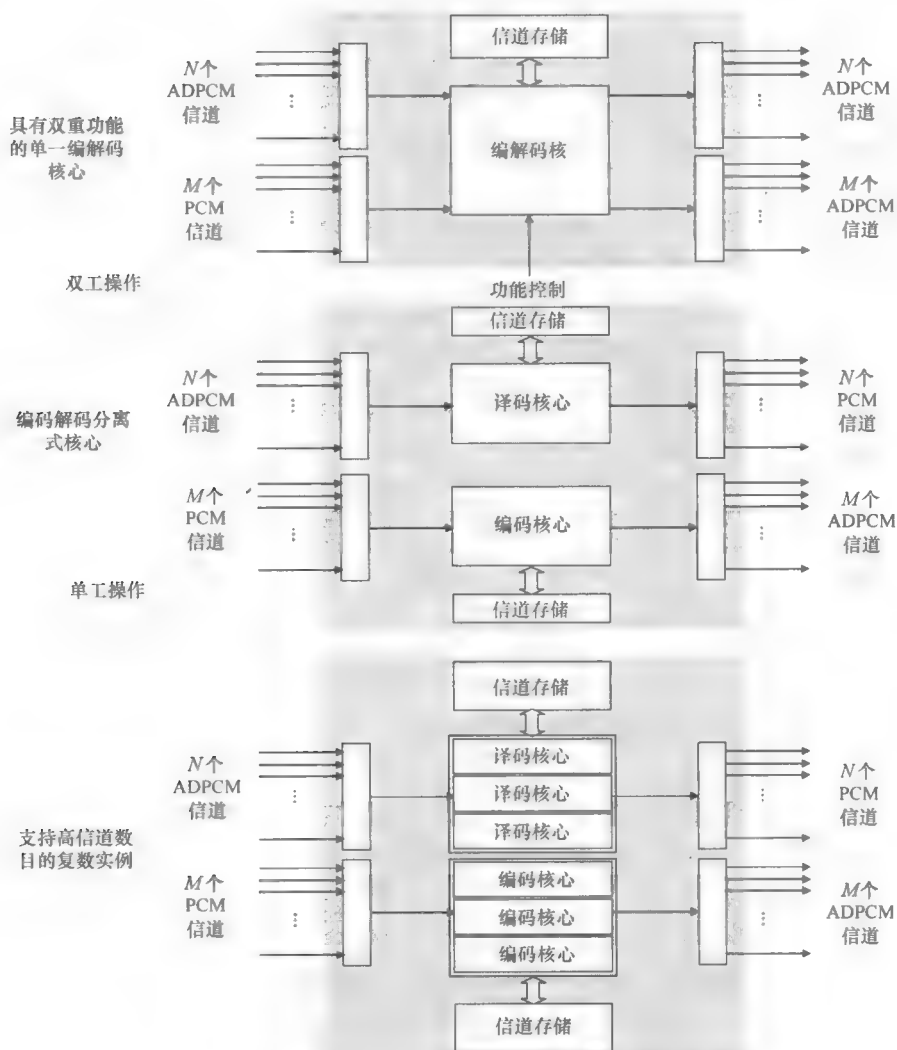 信道存储
N个
ADPCM
信道
N个
ADPCM
信道
具有双重功能
的单一编解码
核心
编解码核
M个
PCM
信道
M个
ADPCM
信道
双工操作
功能控制
信道存储
N个
ADPCM
信道
译码核心
N个
PCM
信道
编码解码分离
式核心
M个
PCM
信道
编码核心
M个
ADPCM
信道
单工操作
信道存储
信道存储
N个
ADPCM
信道
译码核心
译码核心
译码核心
N个
PCM
信道
支持高信道数
目的复数实例
M个
PCM
信道
编码核心
编码核心
编码核心
M个
ADPCM
信道
信道存储